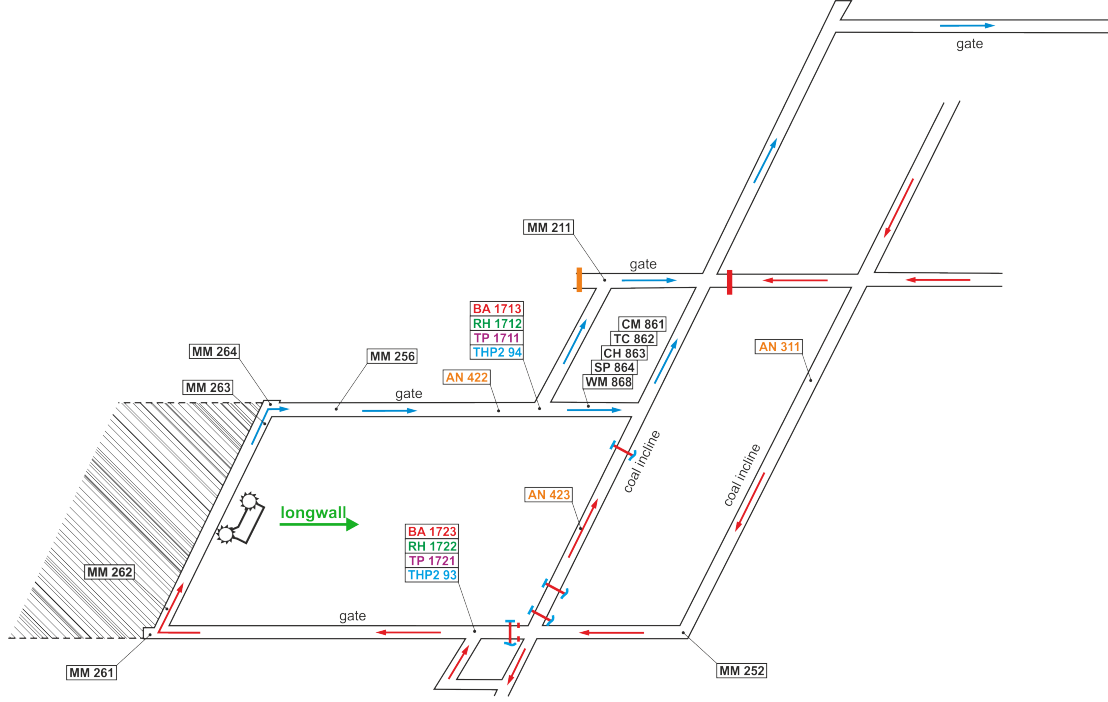 gate
MM 211
gate
BA 1713
RH 1712
TP 1711
THP2 94
CM 861
TC 862
CH 863
SP 864
WM 868
AN 311
MM 264
MM 256
MM 263
AN 422
gate
coal incline
coal incline
AN 423
longwall
BA 1723
RH 1722
TP 1721
THP2 93
MM 262
gate
MM 261
MM 252